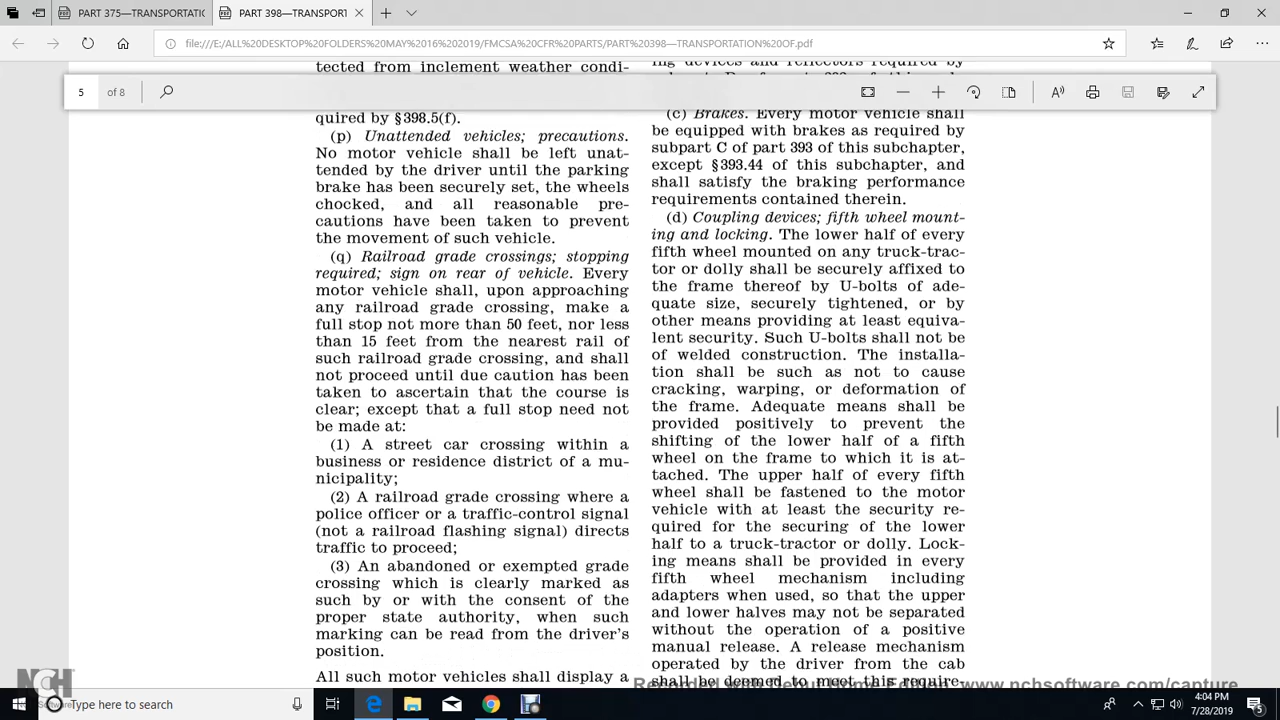 PART 375—TRANSPORTATIC
PART 398—TRANSPORT
file:///E:/ALL%20DESKTOP%20FOLDERS%20MAY%2016%202019/FMCSA%20CFR%20PARTS/PART%20398—TRANSPORTATION%20OF.pdf
5 of 8
tected from inclement weather condi-
quired by §398.5(f).
(p) Unattended vehicles; precautions.
No motor vehicle shall be left unat-
tended by the driver until the parking
brake has been securely set, the wheels
chocked, and all reasonable pre-
cautions have been taken to prevent
the movement of such vehicle.
(q) Railroad grade crossings; stopping
required; sign on rear of vehicle. Every
motor vehicle shall, upon approaching
any railroad grade crossing, make a
full stop not more than 50 feet, nor less
than 15 feet from the nearest rail of
such railroad grade crossing, and shall
not proceed until due caution has been
taken to ascertain that the course is
clear; except that a full stop need not
be made at:
(1) A street car crossing within a
business or residence district of a mu-
nicipality;
(2) A railroad grade crossing where a
police officer or a traffic-control signal
(not a railroad flashing signal) directs
traffic to proceed;
(3) An abandoned or exempted grade
crossing which is clearly marked as
such by or with the consent of the
proper state authority, when such
marking can be read from the driver's
position.
All such motor vehicles shall display a
ing devices and reflectors required by
(c) Brakes. Every motor vehicle shall
be equipped with brakes as required by
subpart C of part 393 of this subchapter,
except §393.44 of this subchapter, and
shall satisfy the braking performance
requirements contained therein.
(d) Coupling devices; fifth wheel mount-
ing and locking. The lower half of every
fifth wheel mounted on any truck-trac-
tor or dolly shall be securely affixed to
the frame thereof by U-bolts of ade-
quate size, securely tightened, or by
other means providing at least equiva-
lent security. Such U-bolts shall not be
of welded construction. The installa-
tion shall be such as not to cause
cracking, warping, or deformation of
the frame. Adequate means shall be
provided positively to prevent the
shifting of the lower half of a fifth
wheel on the frame to which it is at-
tached. The upper half of every fifth
wheel shall be fastened to the motor
vehicle with at least the security re-
quired for the securing of the lower
half to a truck-tractor or dolly. Lock-
ing means shall be provided in every
fifth wheel mechanism including
adapters when used, so that the upper
and lower halves may not be separated
without the operation of a positive
manual release. A release mechanism
operated by the driver from the cab
shall be deemed to meet this require-
Recorded with Debut Home Edition. www.nchsoftware.com/capture
NCH
Software
Type here to search
4:04 PM
7/28/2019
5